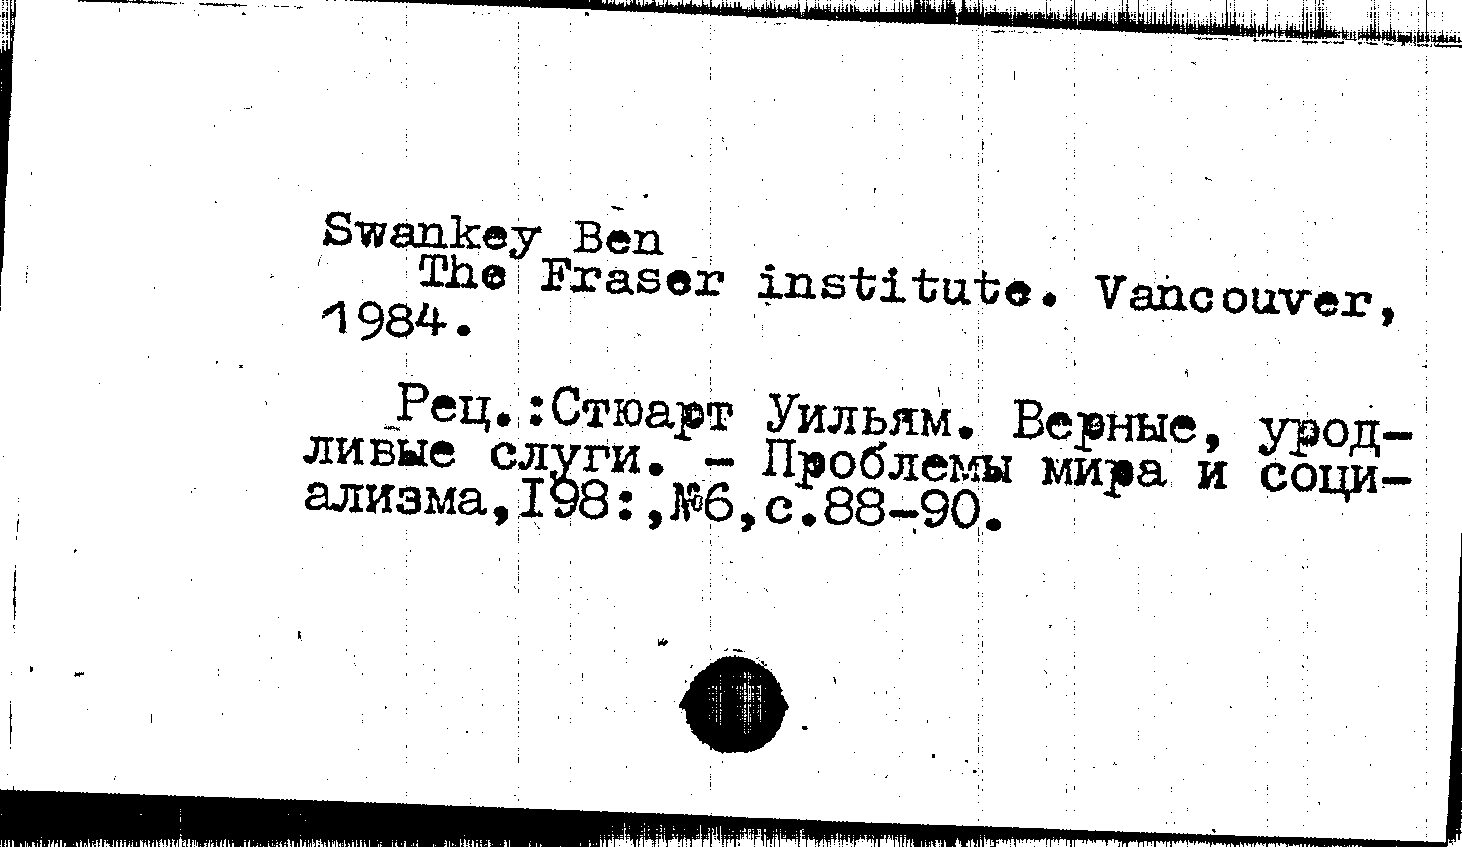 Swankey Ben
The Fraser institute. Vancouver,
1984.
Рец.:Стюарт Уильям. Верные, урод-
ливые слуги. - Проблемы мира и соци-
ализма,I98:,№6,с.88-90.